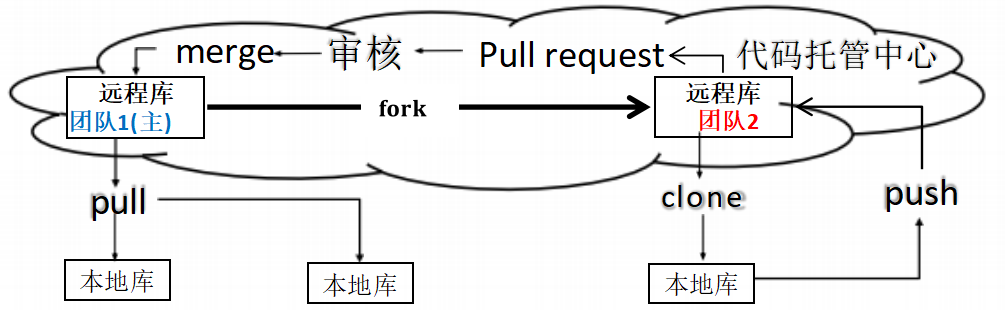 merge
审核
Pull request
代码托管中心
远程库
团队1(主)
fork
远程库
团队2
pull
clone
push
本地库
本地库
本地库